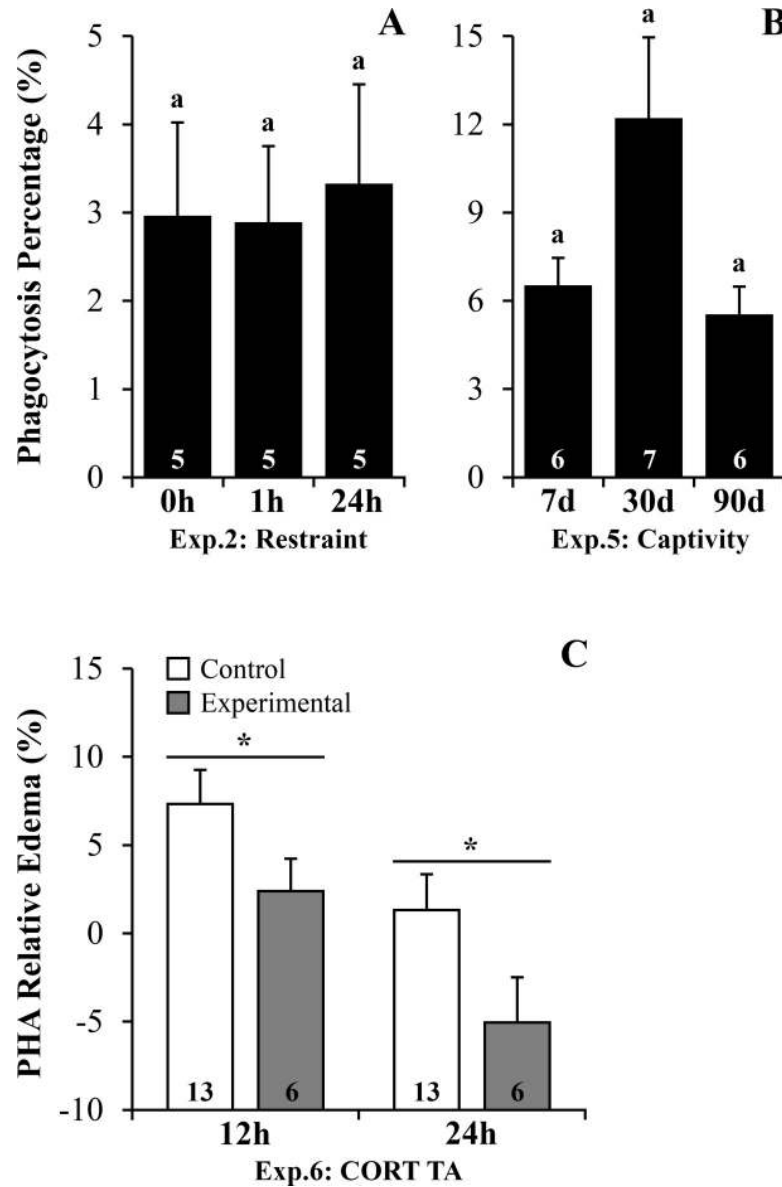 A
Phagocytosis Percentage (%)
5
4
3
2
1
0
a
a
a
5
5
5
0h
1h
24h
Exp.2: Restraint
B
15
12
9
6
3
0
a
a
a
6
7
6
7d
30d
90d
Exp.5: Captivity
C
PHA Relative Edema (%)
15
10
5
0
-5
-10
Control
Experimental
*
*
13
6
13
6
12h
24h
Exp.6: CORT TA